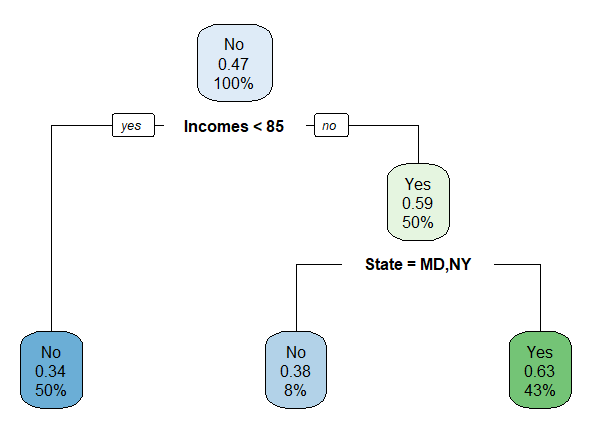 No
0.47
100%
yes
Incomes < 85
no
Yes
0.59
50%
State = MD,NY
No
0.34
50%
No
0.38
8%
Yes
0.63
43%